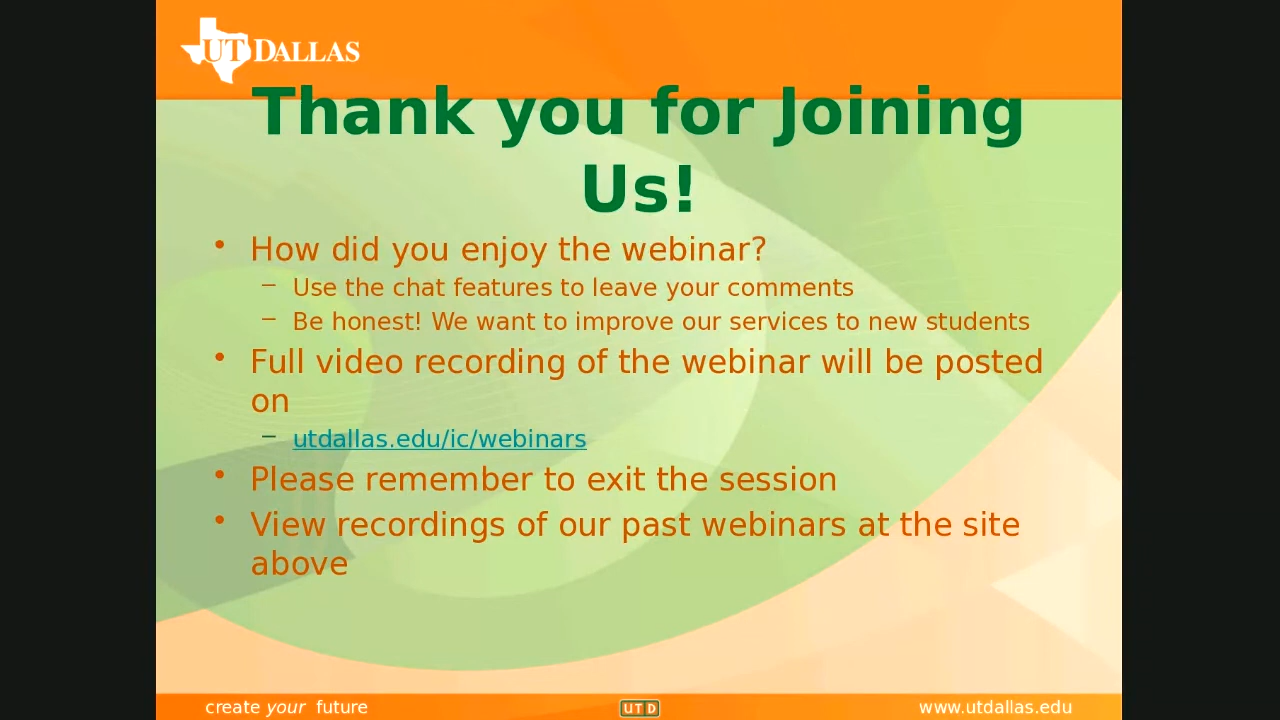 UT DALLAS
Thank you for Joining
Us!
• How did you enjoy the webinar?
– Use the chat features to leave your comments
– Be honest! We want to improve our services to new students
• Full video recording of the webinar will be posted
on
– utdallas.edu/ic/webinars
• Please remember to exit the session
• View recordings of our past webinars at the site
above
create your future
UTD
www.utdallas.edu